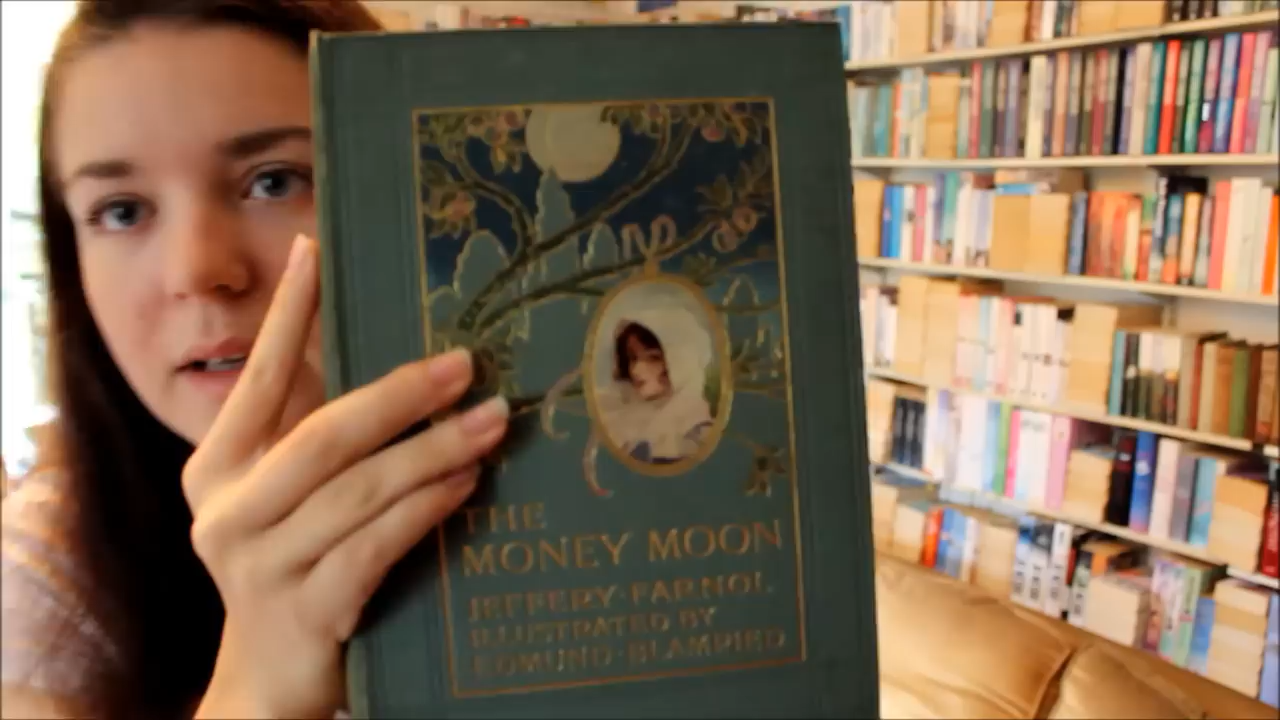 THE
MONEY MOON
JEFFERY·FARNOL
ILLUSTRATED BY
EDMUND·BLAMPIED